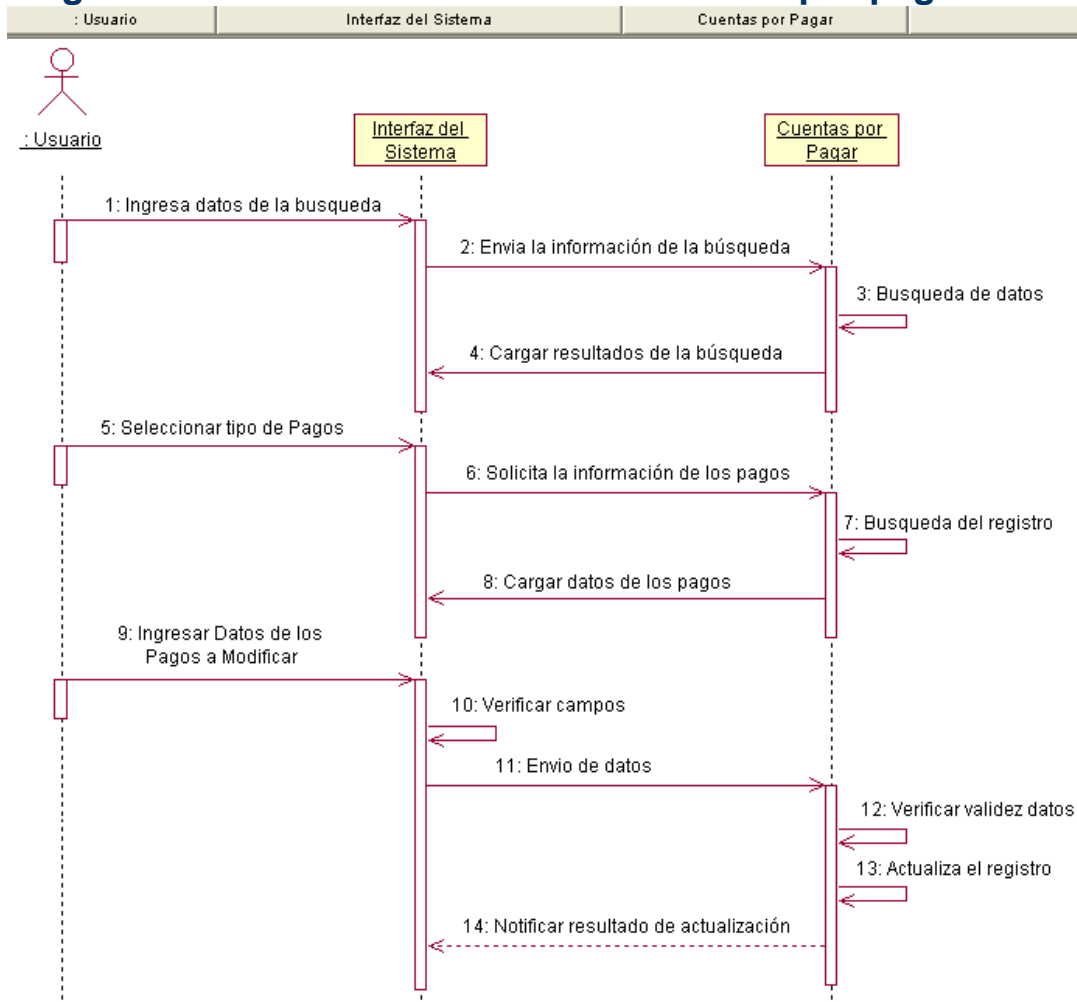 : Usuario
Interfaz del Sistema
Cuentas por Pagar
: Usuario
Interfaz del
Sistema
Cuentas por
Pagar
1: Ingresa datos de la busqueda
2: Envia la información de la búsqueda
3: Busqueda de datos
4: Cargar resultados de la búsqueda
5: Seleccionar tipo de Pagos
6: Solicita la información de los pagos
7: Busqueda del registro
8: Cargar datos de los pagos
9: Ingresar Datos de los
Pagos a Modificar
10: Verificar campos
11: Envio de datos
12: Verificar validez datos
13: Actualiza el registro
14: Notificar resultado de actualización